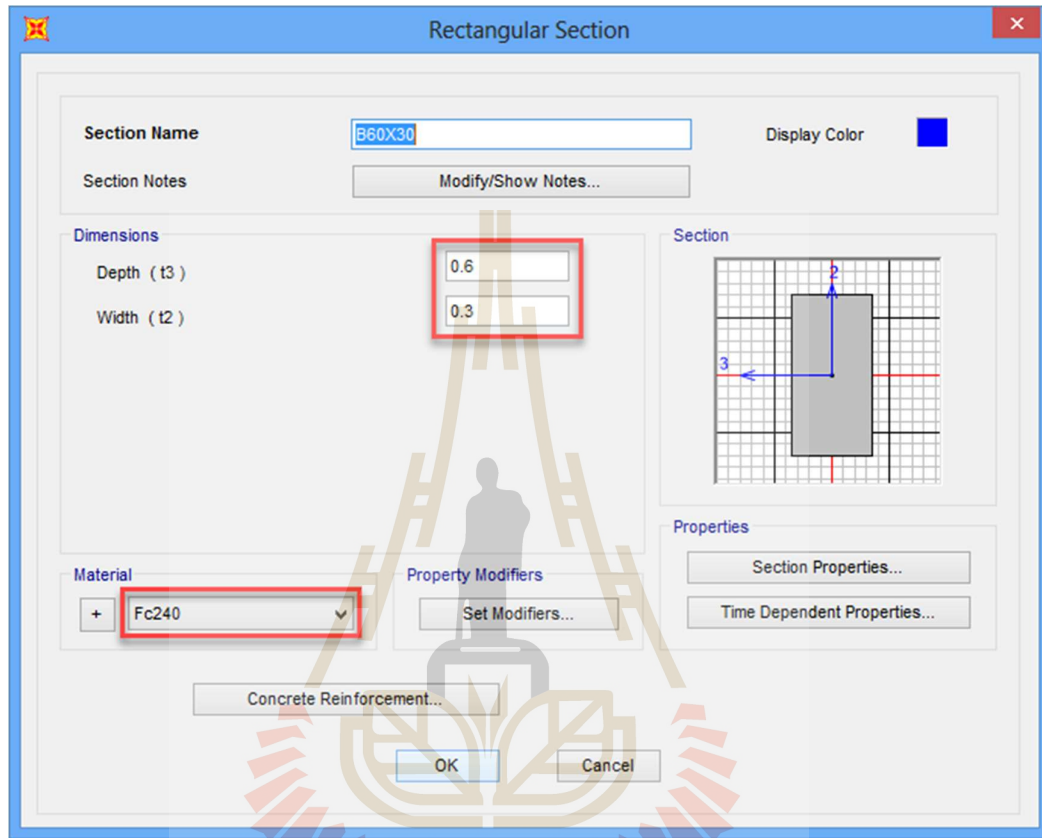 Rectangular Section
Section Name B60X30 Display Color
Section Notes Modify/Show Notes...
Dimensions Section
Depth ( t3 ) 0.6
Width ( t2 ) 0.3
2
3
Properties
Section Properties...
Time Dependent Properties...
Material Property Modifiers
+ Fc240 Set Modifiers...
Concrete Reinforcement...
OK Cancel